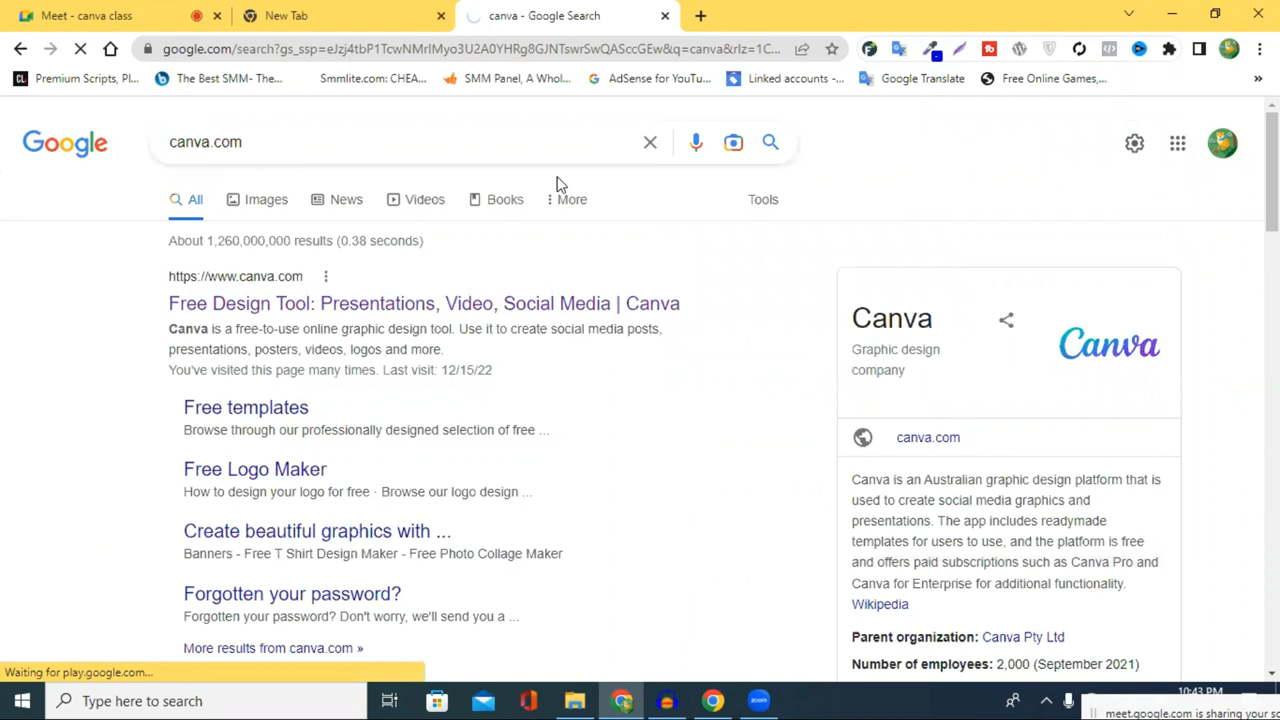 Meet - canva class
New Tab
canva - Google Search
google.com/search?gs_ssp=eJzj4tbP1TcwNMrIMyo3U2A0YHRg8GJNTswrSwQASccGEw&q=canva&rlz=1C...
Premium Scripts, Pl...
The Best SMM- The...
Smmlite.com: CHEA...
SMM Panel, A Whol...
AdSense for YouTu...
Linked accounts -...
Google Translate
Free Online Games,...
»
Google
canva.com
All
Images
News
Videos
Books
More
Tools
About 1,260,000,000 results (0.38 seconds)
https://www.canva.com
Free Design Tool: Presentations, Video, Social Media | Canva
Canva is a free-to-use online graphic design tool. Use it to create social media posts,
presentations, posters, videos, logos and more.
You've visited this page many times. Last visit: 12/15/22
Free templates
Browse through our professionally designed selection of free ...
Free Logo Maker
How to design your logo for free · Browse our logo design ...
Create beautiful graphics with ...
Banners - Free T Shirt Design Maker - Free Photo Collage Maker
Forgotten your password?
Forgotten your password? Don't worry, we'll send you a ...
More results from canva.com »
Canva
Graphic design
company
Canva
canva.com
Canva is an Australian graphic design platform that is
used to create social media graphics and
presentations. The app includes readymade
templates for users to use, and the platform is free
and offers paid subscriptions such as Canva Pro and
Canva for Enterprise for additional functionality.
Wikipedia
Parent organization: Canva Pty Ltd
Number of employees: 2,000 (September 2021)
Waiting for play.google.com...
Type here to search
zoom
10:43 PM
meet.google.com is sharing your sc